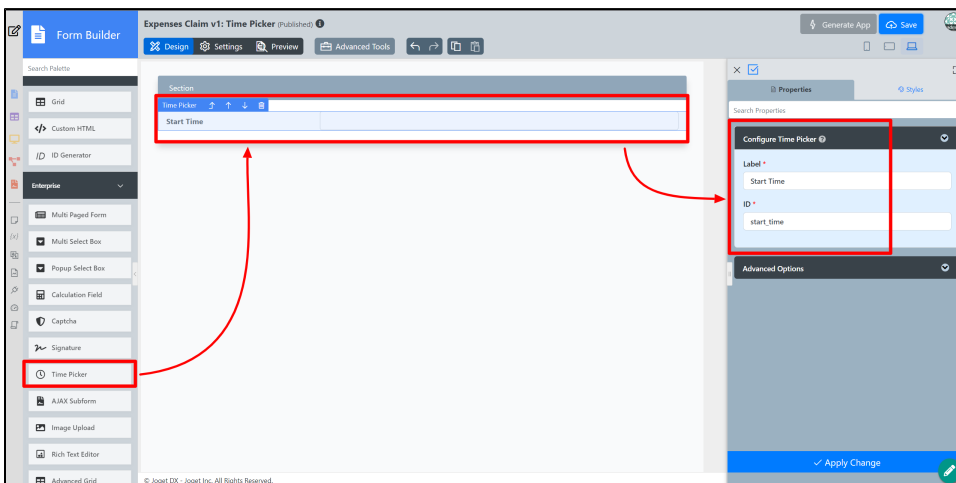 Form Builder
Expenses Claim v1: Time Picker (Published)
Generate App
Save
Design
Settings
Preview
Advanced Tools
Search Palette
Grid
Custom HTML
ID
ID Generator
Enterprise
Multi Paged Form
Multi Select Box
Popup Select Box
Calculation Field
Captcha
Signature
Time Picker
AJAX Subform
Image Upload
Rich Text Editor
Advanced Grid
Section
Time Picker
Start Time
Properties
Styles
Search Properties
Configure Time Picker
Label *
Start Time
ID *
start_time
Advanced Options
Apply Change
© Joget DX - Joget Inc. All Rights Reserved.